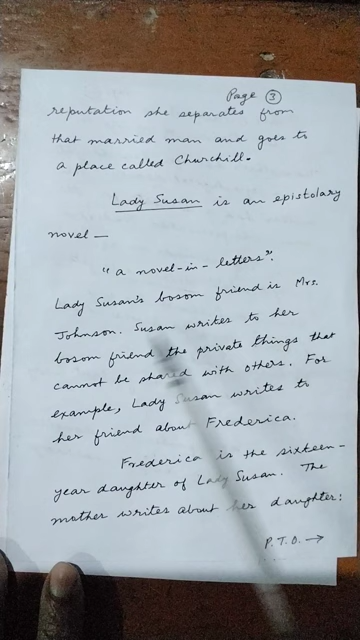 Page 3
reputation she separates from
that married man and goes to
a place called Churchill.
Lady Susan is an epistolary
novel —
"a novel-in-letters".
Lady Susan's bosom friend is Mrs.
Johnson. Susan writes to her
bosom friend the private things that
cannot be shared with others. For
example, Lady Susan writes to
her friend about Frederica.
Frederica is the sixteen-
year daughter of Lady Susan. The
mother writes about her daughter:
P.T.O. →